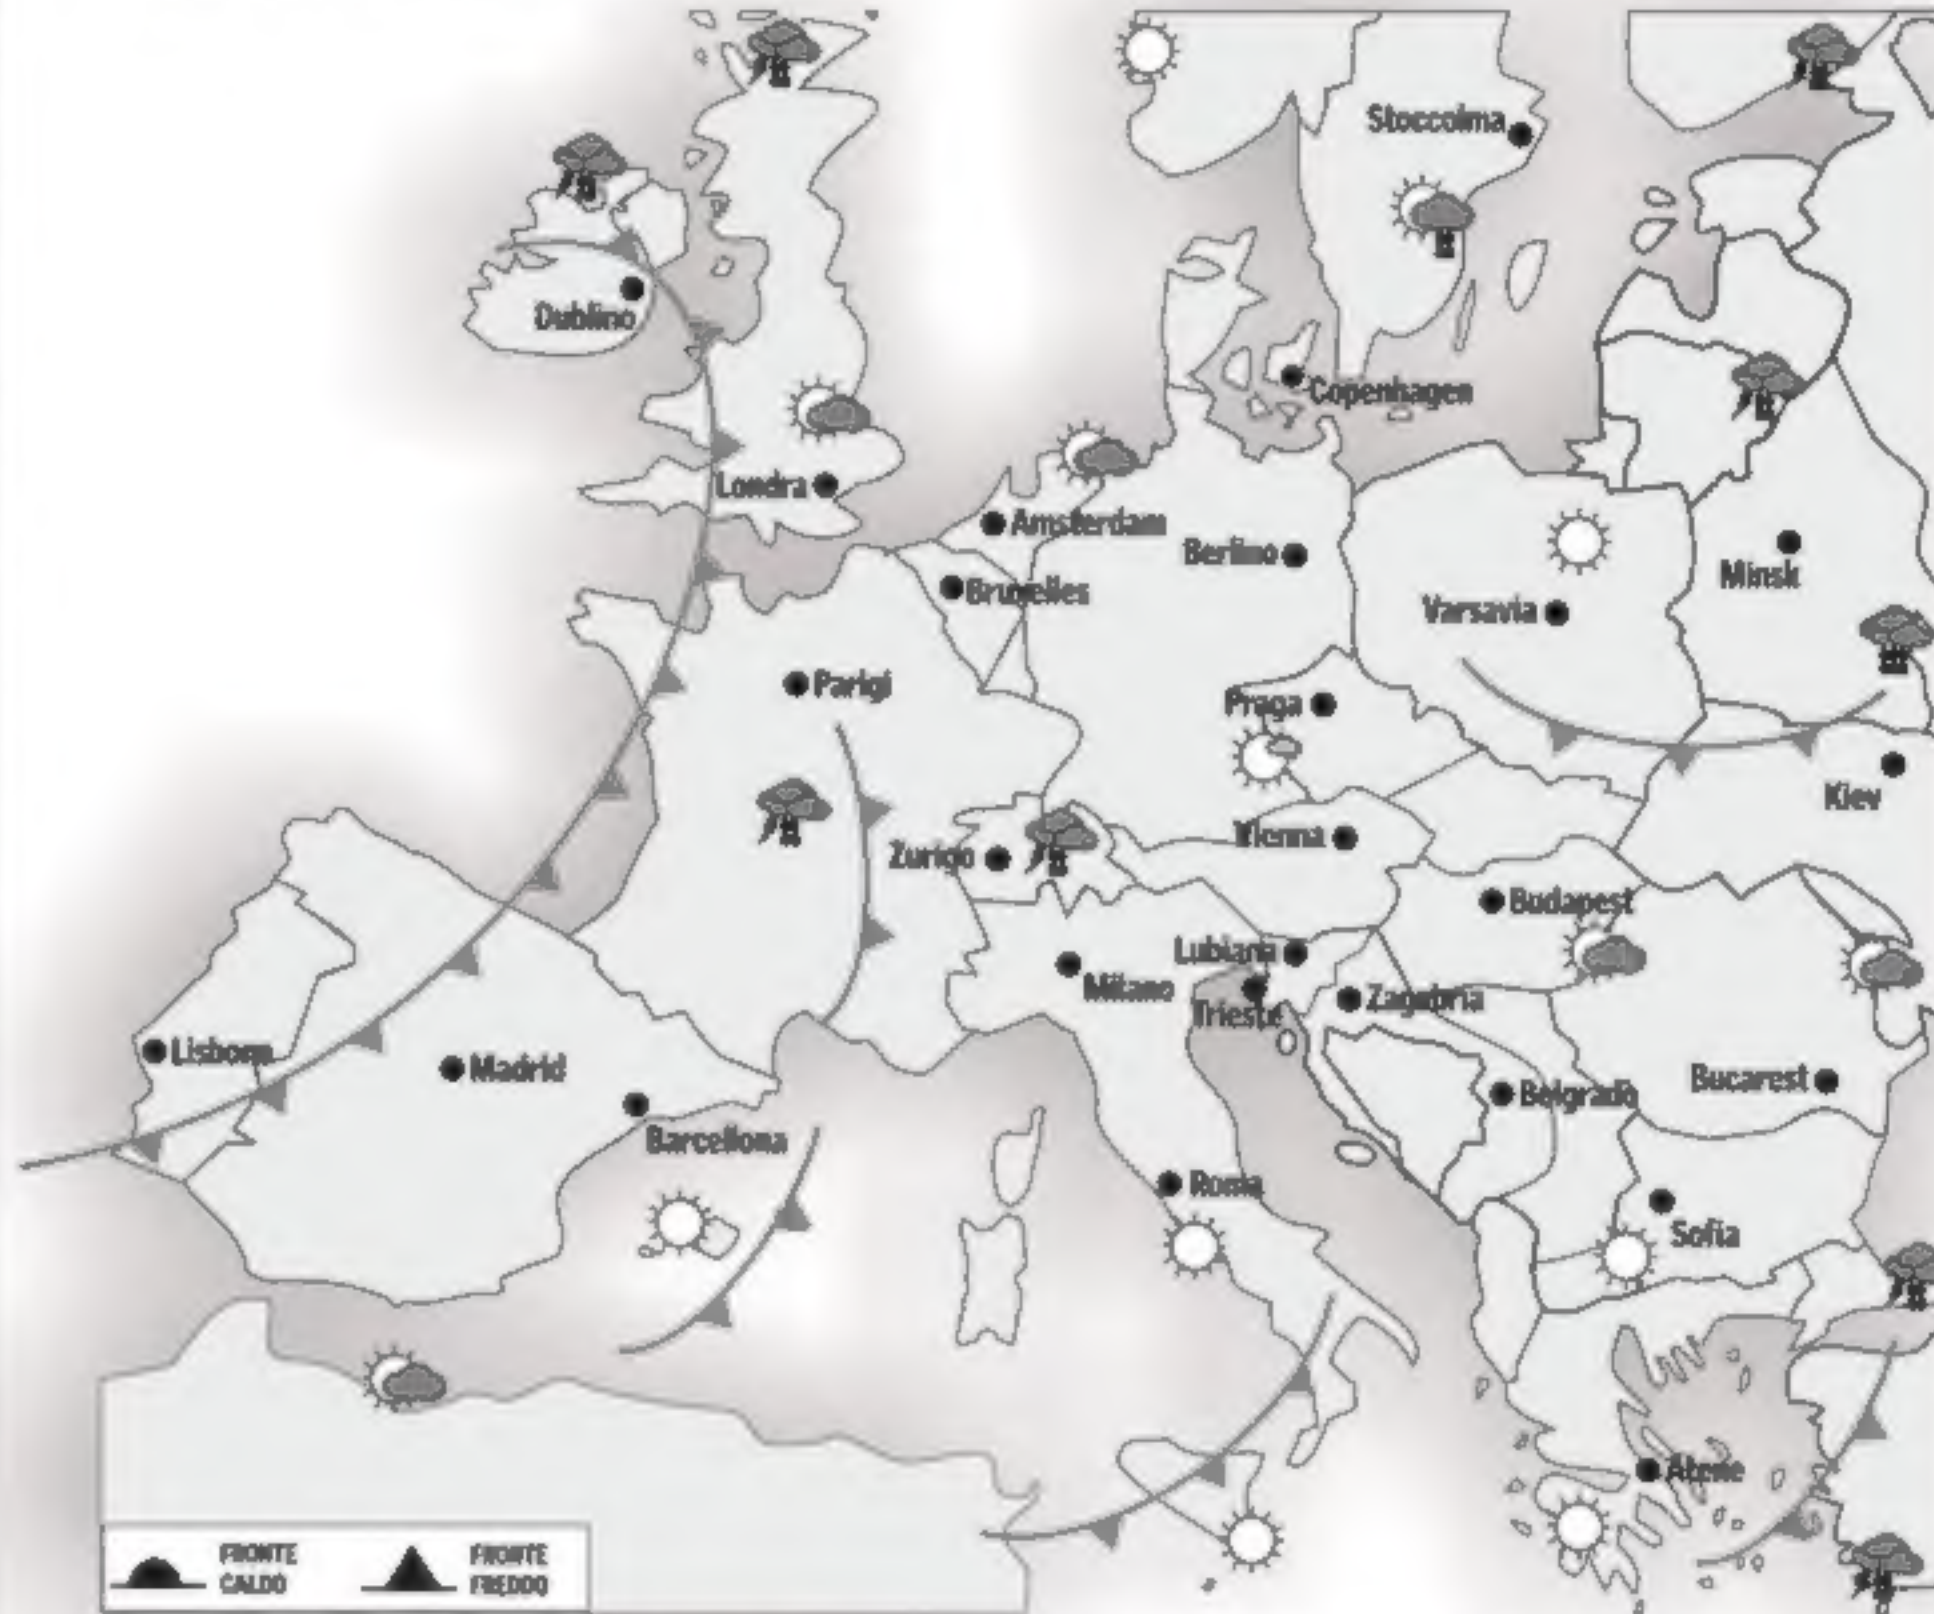 Stoccolma
Dublino
Copenhagen
Londra
Amsterdam
Berlino
Bruxelles
Minsk
Varsavia
Parigi
Praga
Kiev
Vienna
Zurigo
Budapest
Lubiana
Milano
Zagabria
Trieste
Lisbona
Madrid
Bucarest
Belgrado
Barcellona
Roma
Sofia
Atene
FRONTE
CALDO
FRONTE
FREDDO